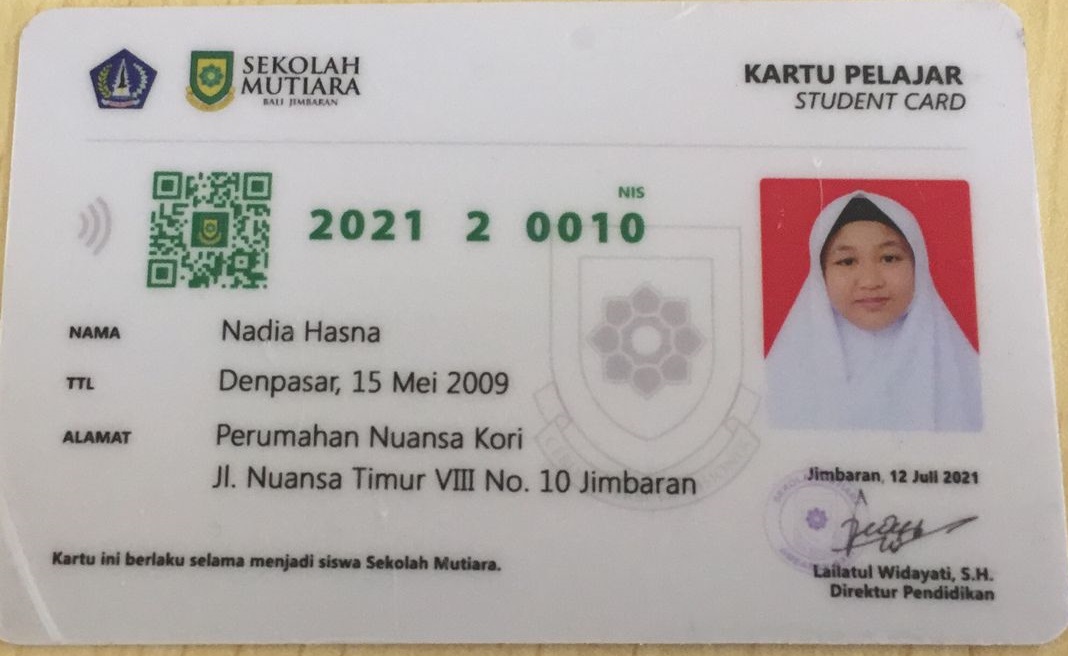 SEKOLAH
MUTIARA
BALI JIMBARAN
KARTU PELAJAR
STUDENT CARD
NIS
2021 2 0010
NAMA Nadia Hasna
TTL Denpasar, 15 Mei 2009
ALAMAT Perumahan Nuansa Kori
Jl. Nuansa Timur VIII No. 10 Jimbaran
Jimbaran, 12 Juli 2021
Kartu ini berlaku selama menjadi siswa Sekolah Mutiara.
Lailatul Widayati, S.H.
Direktur Pendidikan